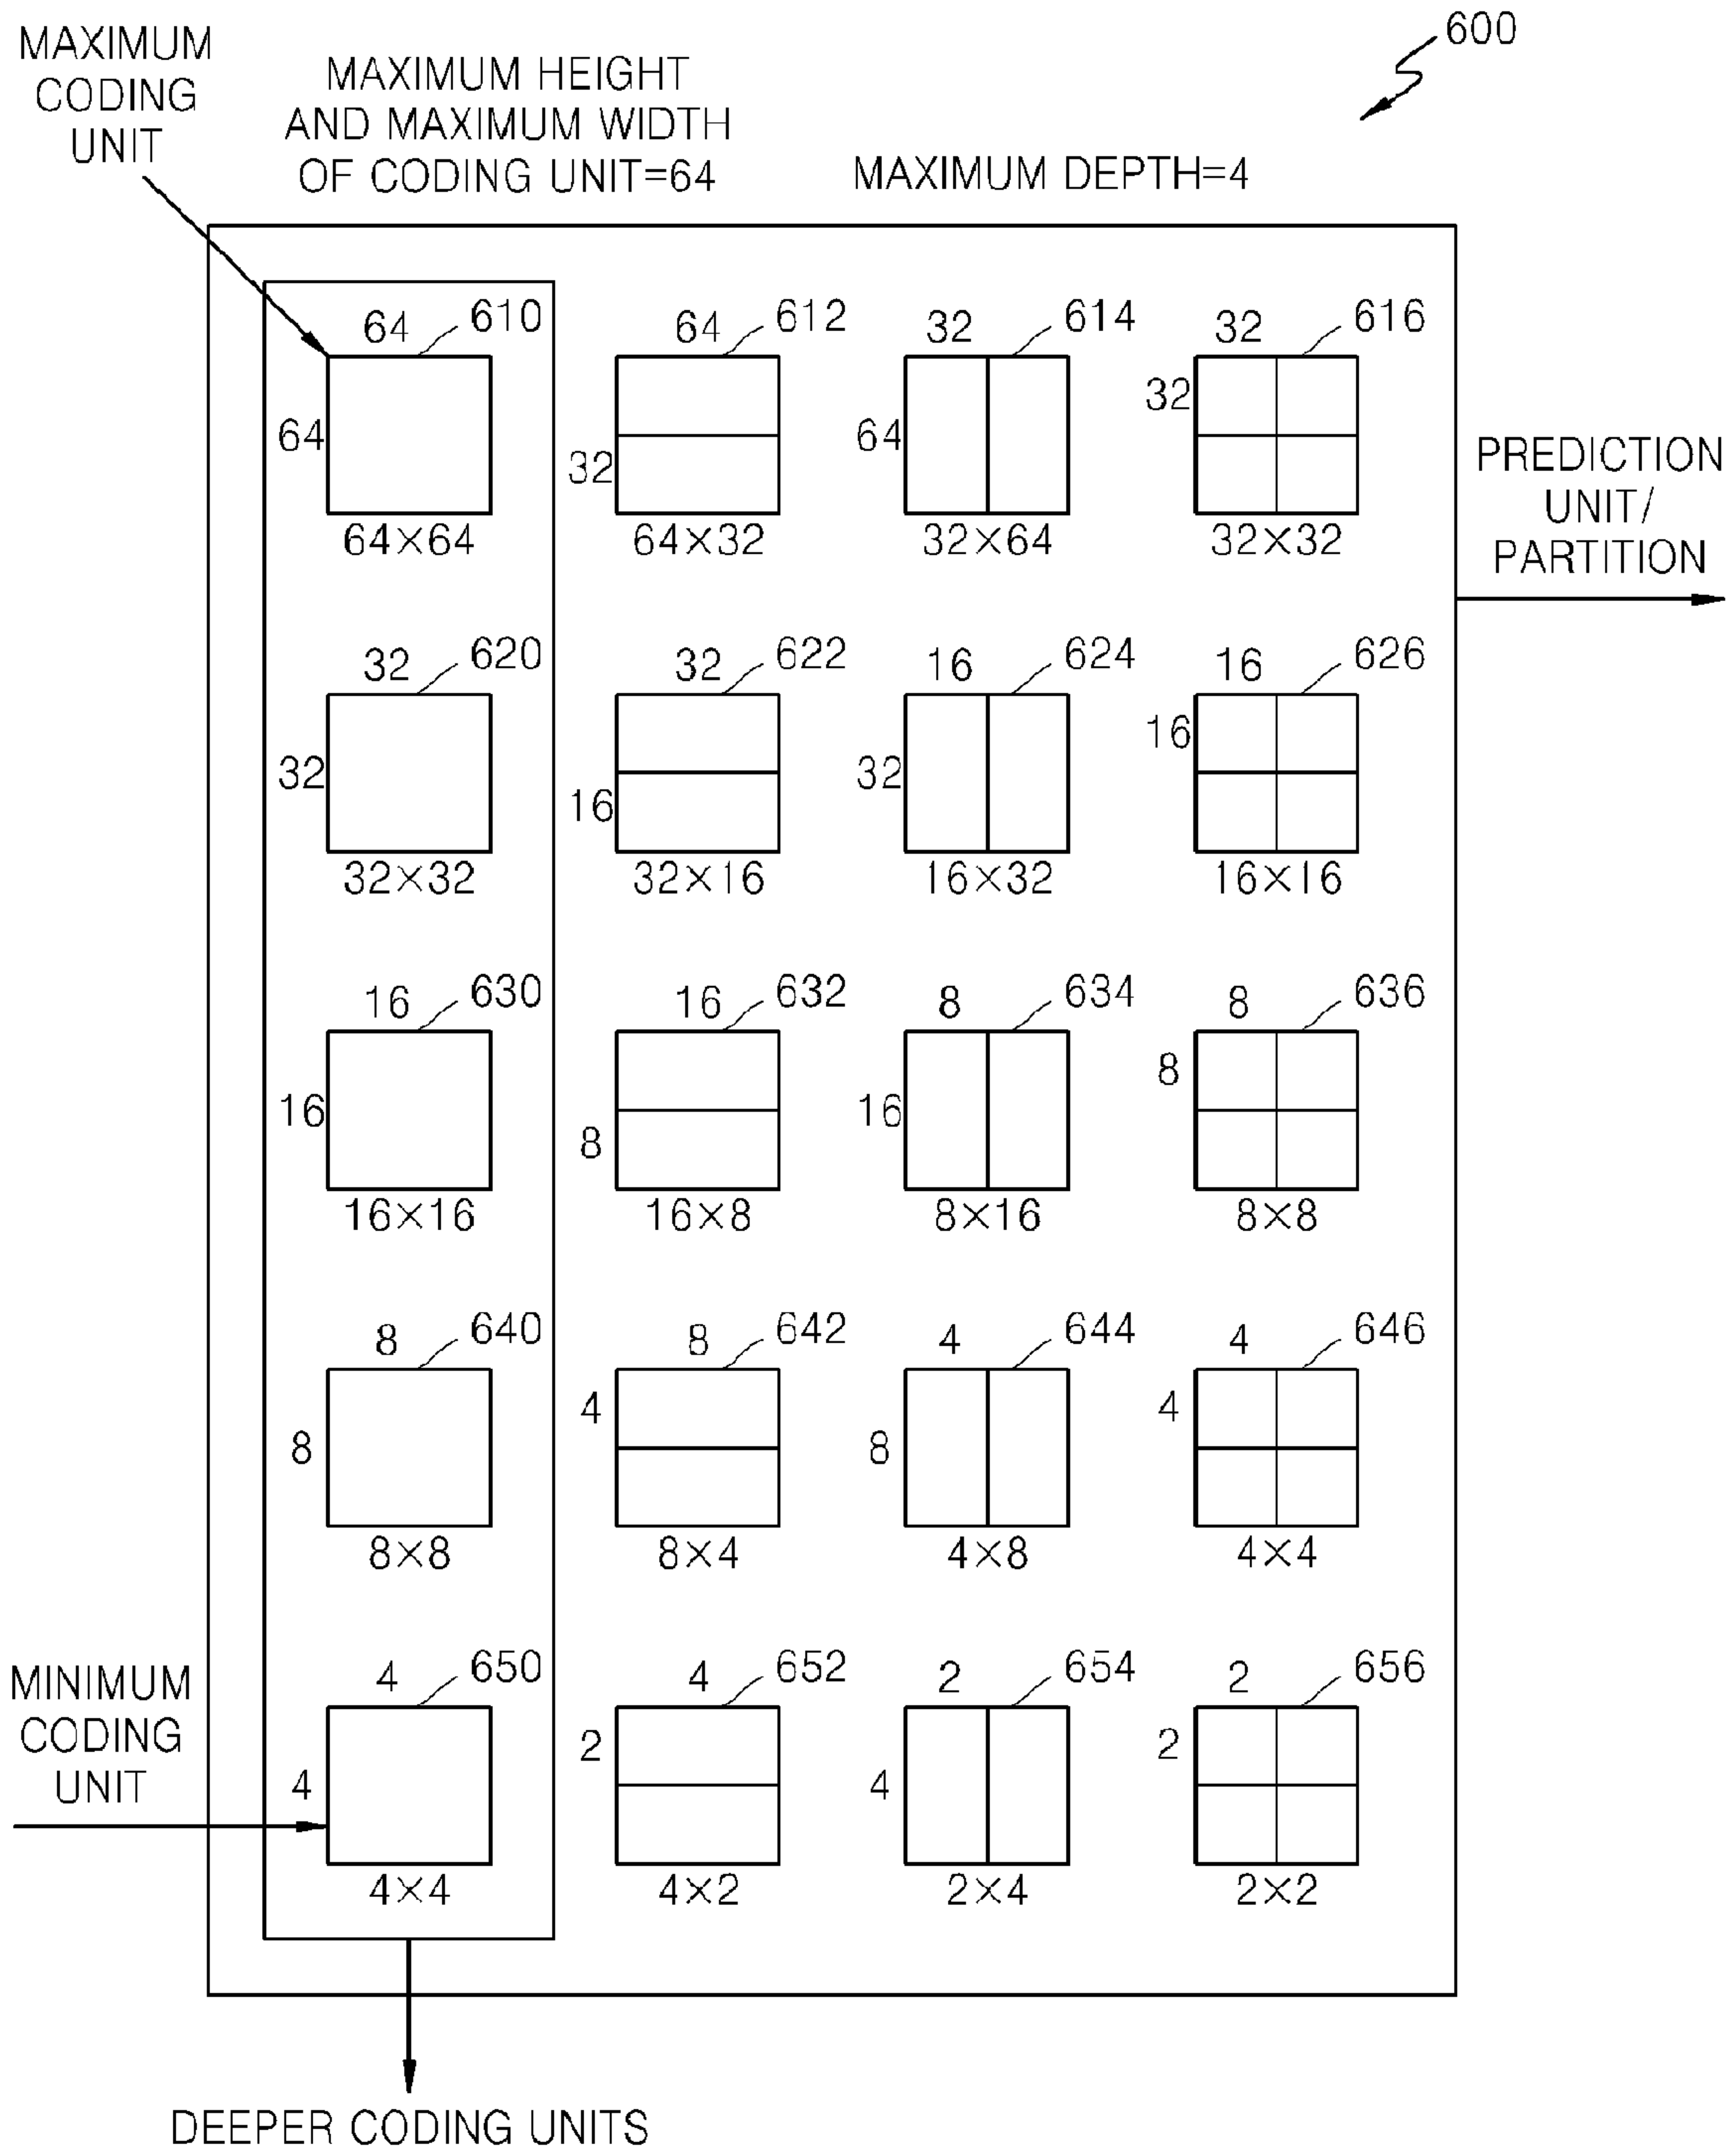 600
MAXIMUM
CODING
UNIT
MAXIMUM HEIGHT
AND MAXIMUM WIDTH
OF CODING UNIT=64
MAXIMUM DEPTH=4
64 610 64 612 32 614 32 616
64 32 64 32
64×64 64×32 32×64 32×32
PREDICTION
UNIT/
PARTITION
32 620 32 622 16 624 16 626
32 16 32 16
32×32 32×16 16×32 16×16
16 630 16 632 8 634 8 636
16 8 16 8
16×16 16×8 8×16 8×8
8 640 8 642 4 644 4 646
8 4 8 4
8×8 8×4 4×8 4×4
MINIMUM
CODING
UNIT
4 650 4 652 2 654 2 656
4 2 4 2
4×4 4×2 2×4 2×2
DEEPER CODING UNITS